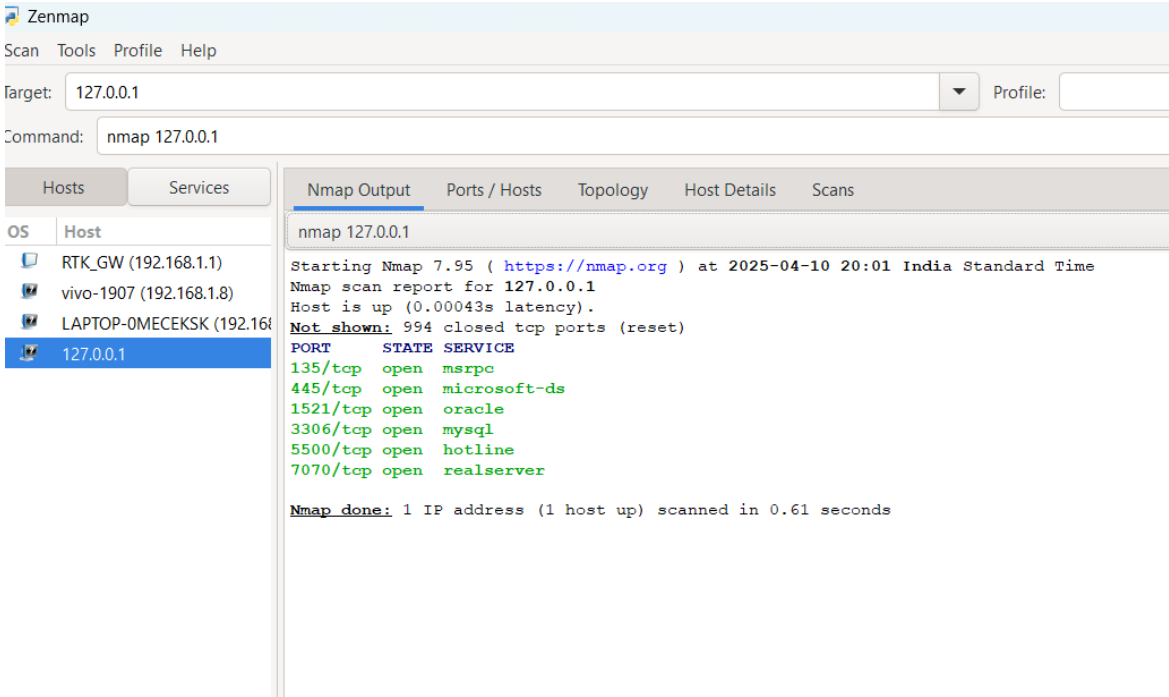 Zenmap
Scan Tools Profile Help
Target: 127.0.0.1 Profile:
Command: nmap 127.0.0.1
Hosts Services
Nmap Output Ports / Hosts Topology Host Details Scans
OS Host
nmap 127.0.0.1
RTK_GW (192.168.1.1)
vivo-1907 (192.168.1.8)
LAPTOP-0MECEKSK (192.168
127.0.0.1
Starting Nmap 7.95 ( https://nmap.org ) at 2025-04-10 20:01 India Standard Time
Nmap scan report for 127.0.0.1
Host is up (0.00043s latency).
Not shown: 994 closed tcp ports (reset)
PORT STATE SERVICE
135/tcp open msrpc
445/tcp open microsoft-ds
1521/tcp open oracle
3306/tcp open mysql
5500/tcp open hotline
7070/tcp open realserver
Nmap done: 1 IP address (1 host up) scanned in 0.61 seconds